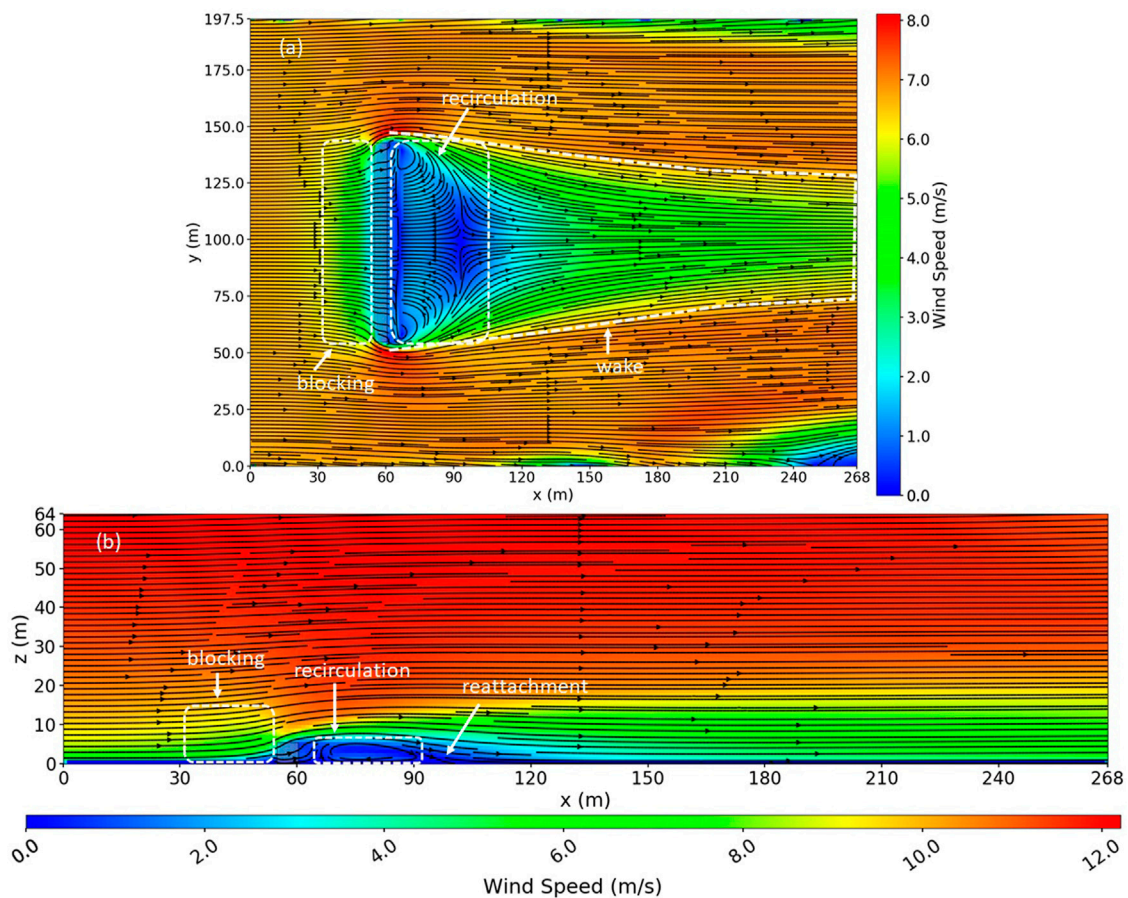 197.5
175.0
150.0
125.0
100.0
75.0
50.0
25.0
0.0
y (m)
(a)
recirculation
blocking
wake
0 30 60 90 120 150 180 210 240 268
x (m)
8.0
7.0
6.0
5.0
4.0
3.0
2.0
1.0
0.0
Wind Speed (m/s)
64
60
50
40
30
20
10
0
z (m)
(b)
blocking
recirculation
reattachment
0 30 60 90 120 150 180 210 240 268
x (m)
0.0 2.0 4.0 6.0 8.0 10.0 12.0
Wind Speed (m/s)